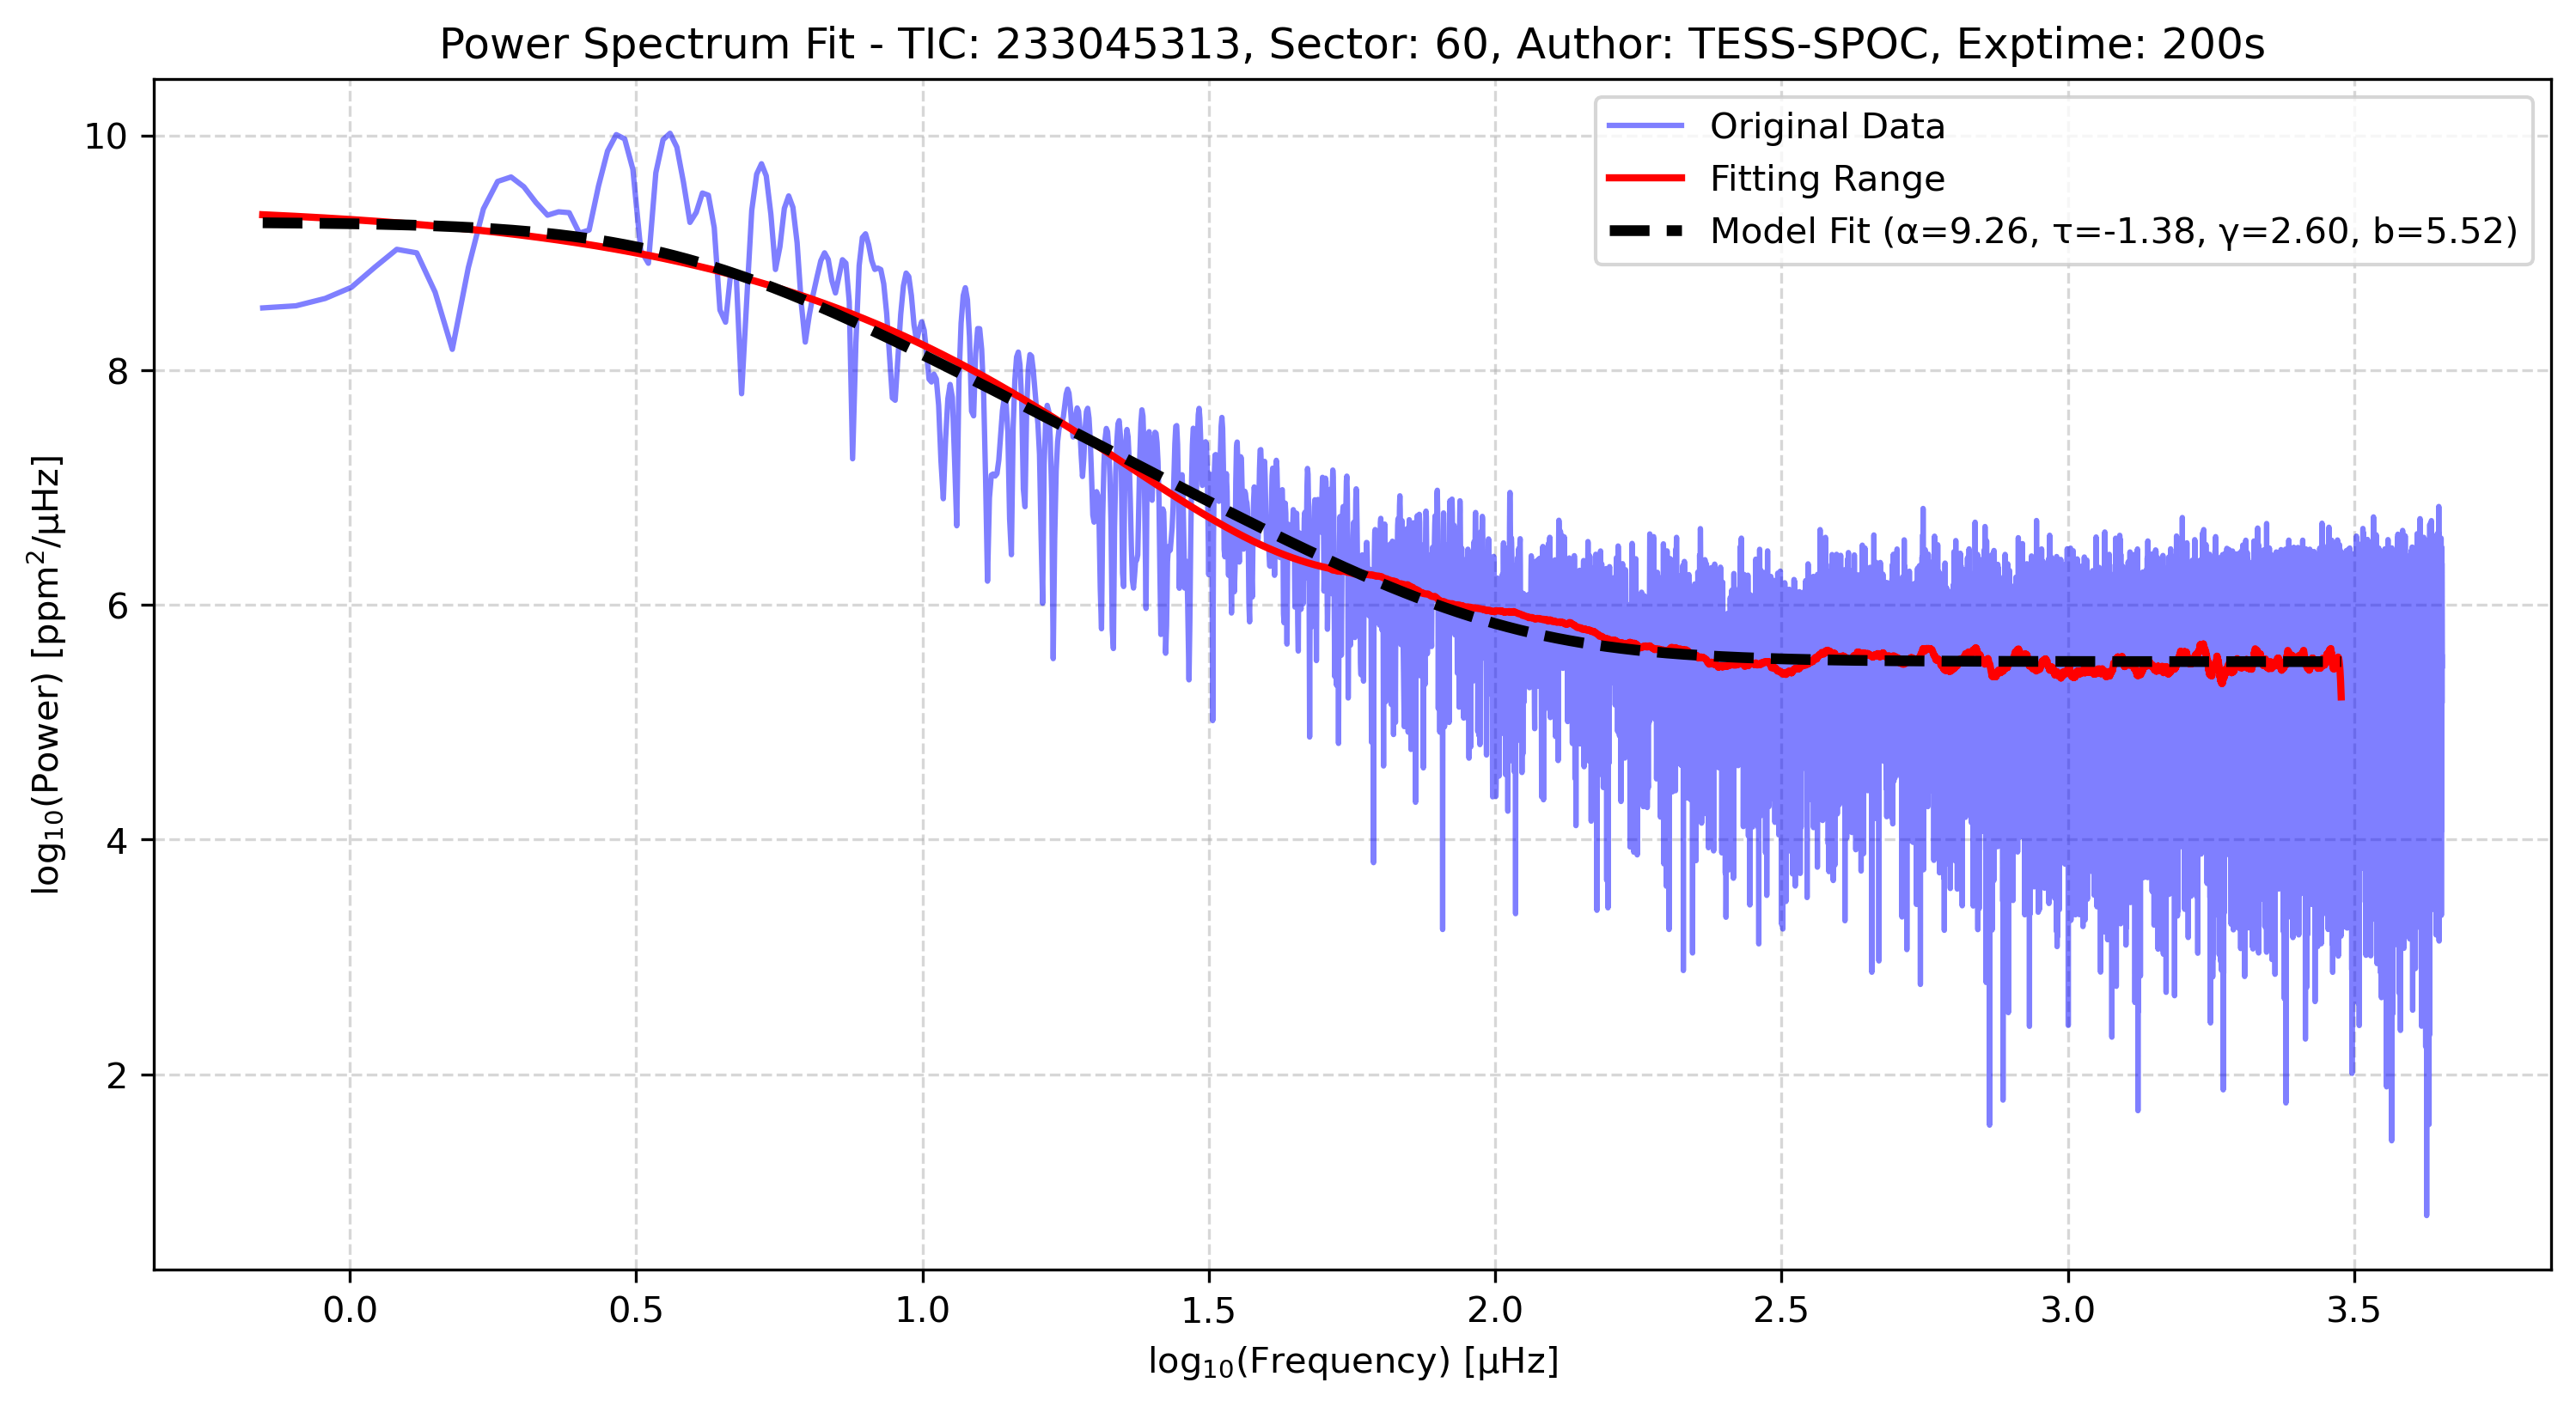 Power Spectrum Fit - TIC: 233045313, Sector: 60, Author: TESS-SPOC, Exptime: 200s
Original Data
Fitting Range
Model Fit (α=9.26, τ=-1.38, γ=2.60, b=5.52)
10
8
6
4
2
log₁₀(Power) [ppm²/μHz]
0.0 0.5 1.0 1.5 2.0 2.5 3.0 3.5
log₁₀(Frequency) [μHz]